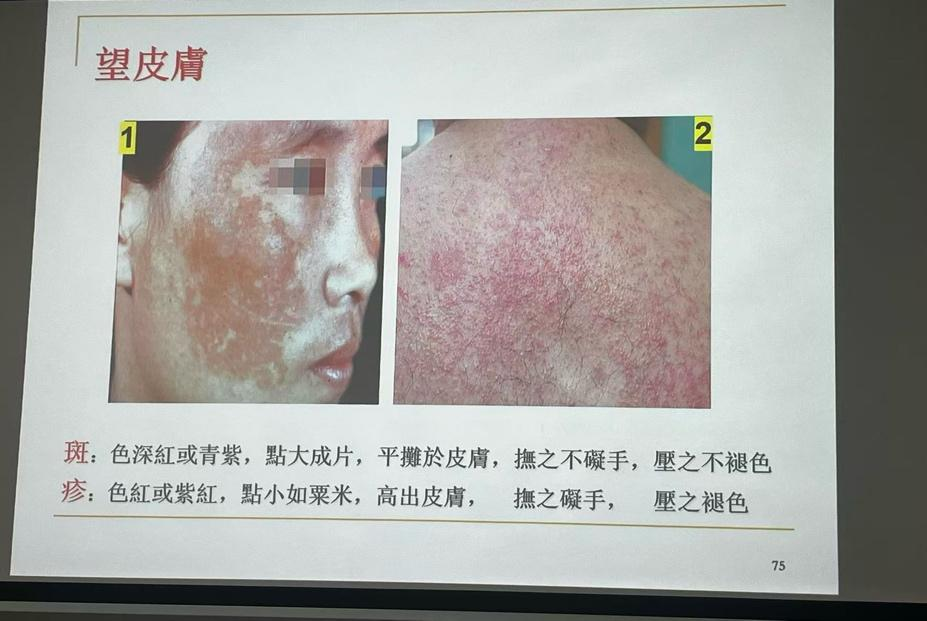 望皮膚
1
2
斑：色深紅或青紫，點大成片，平攤於皮膚，撫之不礙手，壓之不褪色
疹：色紅或紫紅，點小如粟米，高出皮膚， 撫之礙手， 壓之褪色
75